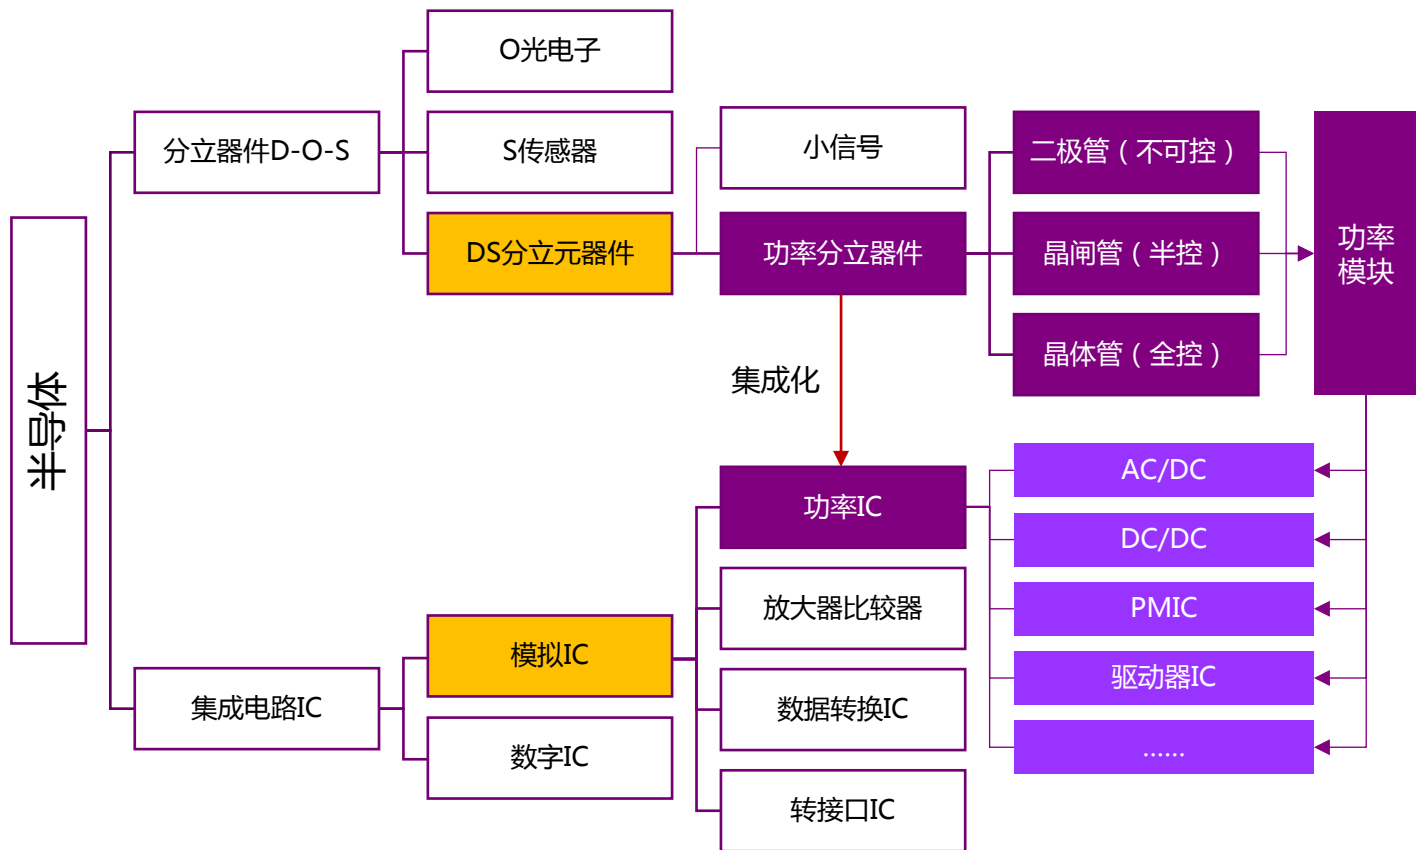 半导体
分立器件D-O-S
集成电路IC
O光电子
S传感器
DS分立元器件
模拟IC
数字IC
小信号
功率分立器件
集成化
功率IC
放大器比较器
数据转换IC
转接口IC
二极管（不可控）
晶闸管（半控）
晶体管（全控）
功率
模块
AC/DC
DC/DC
PMIC
驱动器IC
......